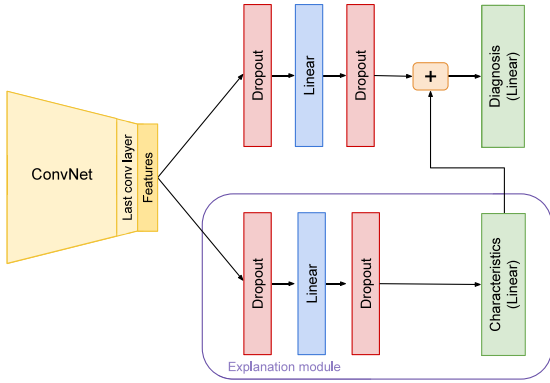 ConvNet
Last conv layer
Features
Dropout
Linear
Dropout
+
Diagnosis
(Linear)
Dropout
Linear
Dropout
Characteristics
(Linear)
Explanation module